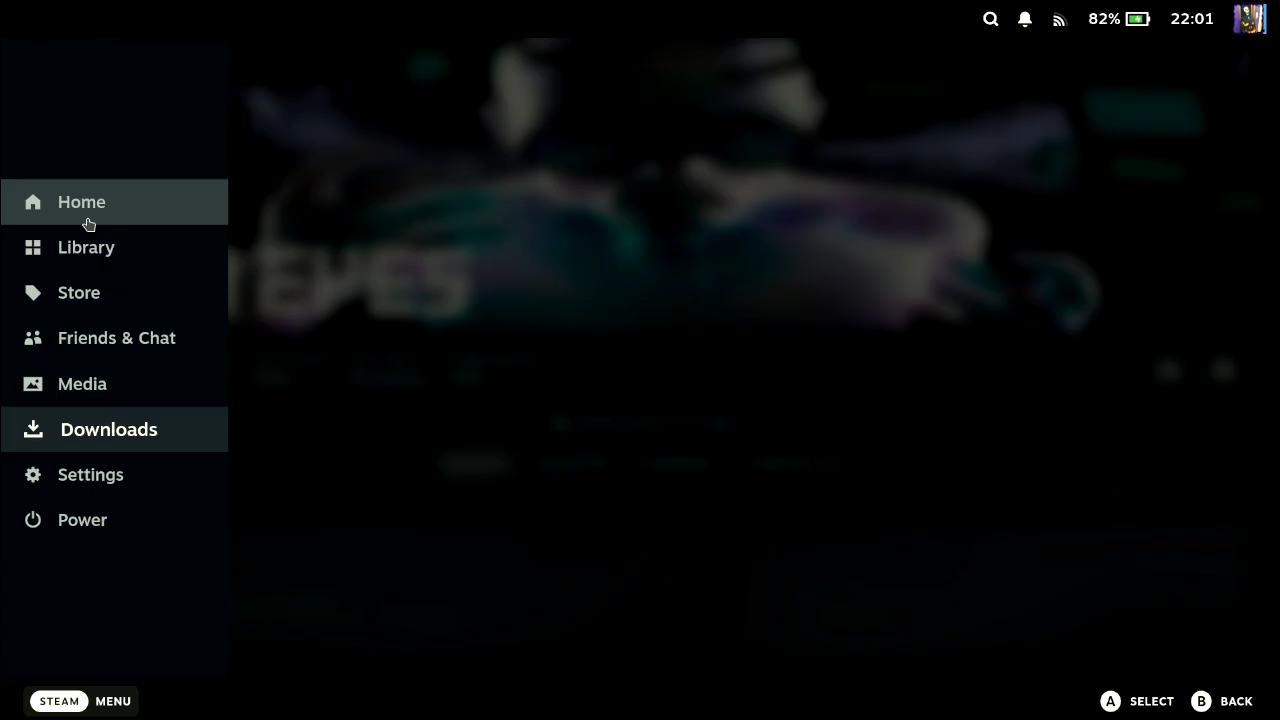 82% 22:01
Home
Library
Store
Friends & Chat
Media
Downloads
Settings
Power
STEAM MENU
A SELECT B BACK